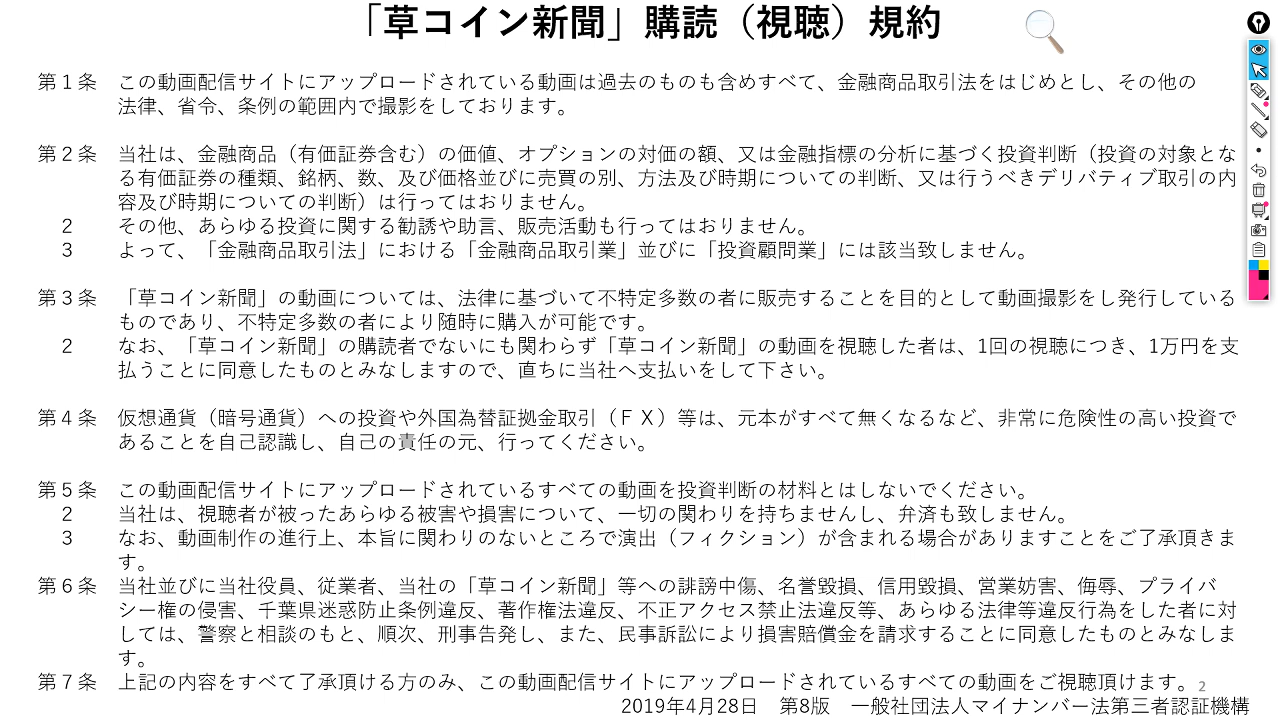 「草コイン新聞」購読（視聴）規約
第１条　この動画配信サイトにアップロードされている動画は過去のものも含めすべて、金融商品取引法をはじめとし、その他の
法律、省令、条例の範囲内で撮影をしております。
第２条　当社は、金融商品（有価証券含む）の価値、オプションの対価の額、又は金融指標の分析に基づく投資判断（投資の対象とな
る有価証券の種類、銘柄、数、及び価格並びに売買の別、方法及び時期についての判断、又は行うべきデリバティブ取引の内
容及び時期についての判断）は行ってはおりません。
2　その他、あらゆる投資に関する勧誘や助言、販売活動も行ってはおりません。
3　よって、「金融商品取引法」における「金融商品取引業」並びに「投資顧問業」には該当致しません。
第３条　「草コイン新聞」の動画については、法律に基づいて不特定多数の者に販売することを目的として動画撮影をし発行している
ものであり、不特定多数の者により随時に購入が可能です。
2　なお、「草コイン新聞」の購読者でないにも関わらず「草コイン新聞」の動画を視聴した者は、1回の視聴につき、1万円を支
払うことに同意したものとみなしますので、直ちに当社へ支払いをして下さい。
第４条　仮想通貨（暗号通貨）への投資や外国為替証拠金取引（ＦＸ）等は、元本がすべて無くなるなど、非常に危険性の高い投資で
あることを自己認識し、自己の責任の元、行ってください。
第５条　この動画配信サイトにアップロードされているすべての動画を投資判断の材料とはしないでください。
2　当社は、視聴者が被ったあらゆる被害や損害について、一切の関わりを持ちませんし、弁済も致しません。
3　なお、動画制作の進行上、本旨に関わりのないところで演出（フィクション）が含まれる場合がありますことをご了承頂きま
す。
第６条　当社並びに当社役員、従業者、当社の「草コイン新聞」等への誹謗中傷、名誉毀損、信用毀損、営業妨害、侮辱、プライバ
シー権の侵害、千葉県迷惑防止条例違反、著作権法違反、不正アクセス禁止法違反等、あらゆる法律等違反行為をした者に対
しては、警察と相談のもと、順次、刑事告発し、また、民事訴訟により損害賠償金を請求することに同意したものとみなしま
す。
第７条　上記の内容をすべて了承頂ける方のみ、この動画配信サイトにアップロードされているすべての動画をご視聴頂けます。 2
2019年4月28日　第8版　一般社団法人マイナンバー法第三者認証機構